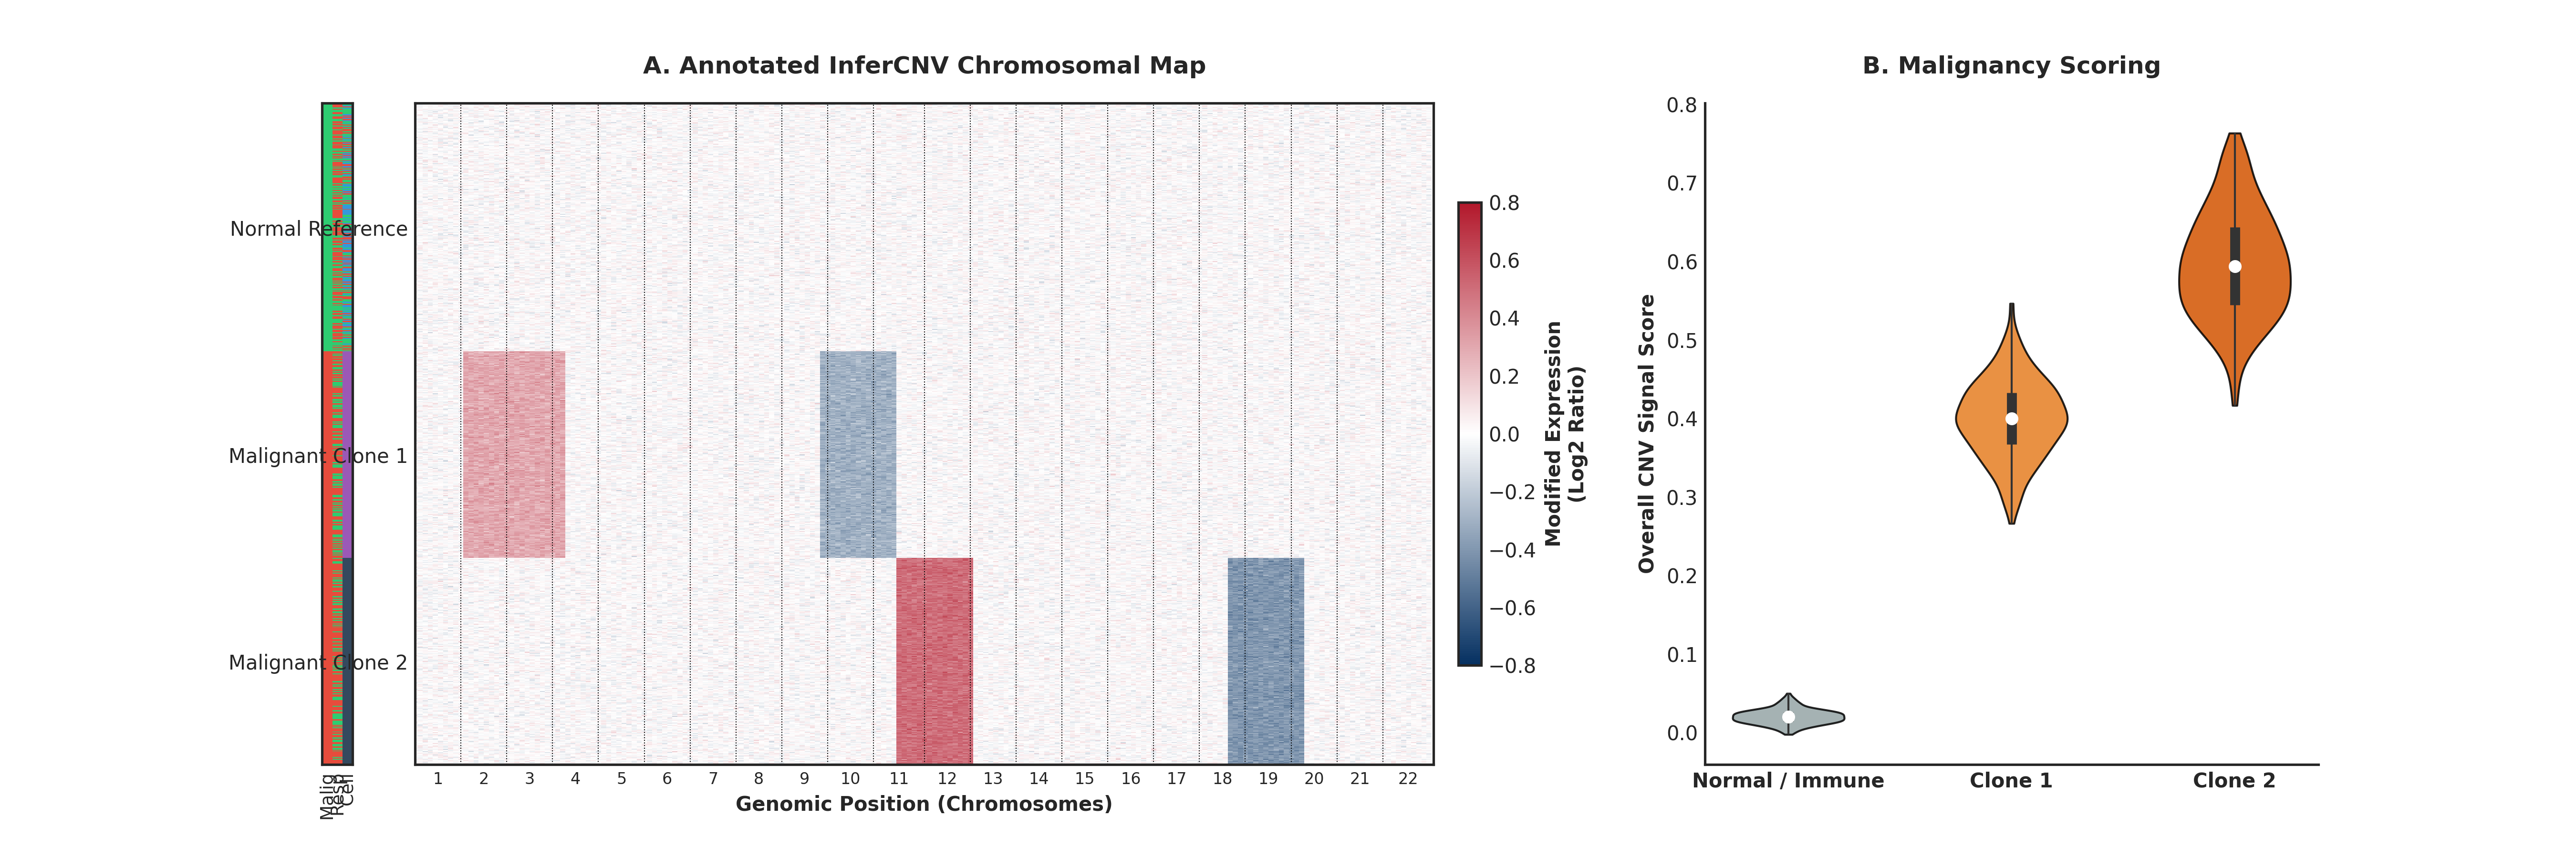 A. Annotated InferCNV Chromosomal Map
Normal Reference
Malignant Clone 1
Malignant Clone 2
Malig
Resp
Cell
1 2 3 4 5 6 7 8 9 10 11 12 13 14 15 16 17 18 19 20 21 22
Genomic Position (Chromosomes)
0.8
0.6
0.4
0.2
0.0
−0.2
−0.4
−0.6
−0.8
Modified Expression
(Log2 Ratio)
B. Malignancy Scoring
Overall CNV Signal Score
0.8
0.7
0.6
0.5
0.4
0.3
0.2
0.1
0.0
Normal / Immune Clone 1 Clone 2